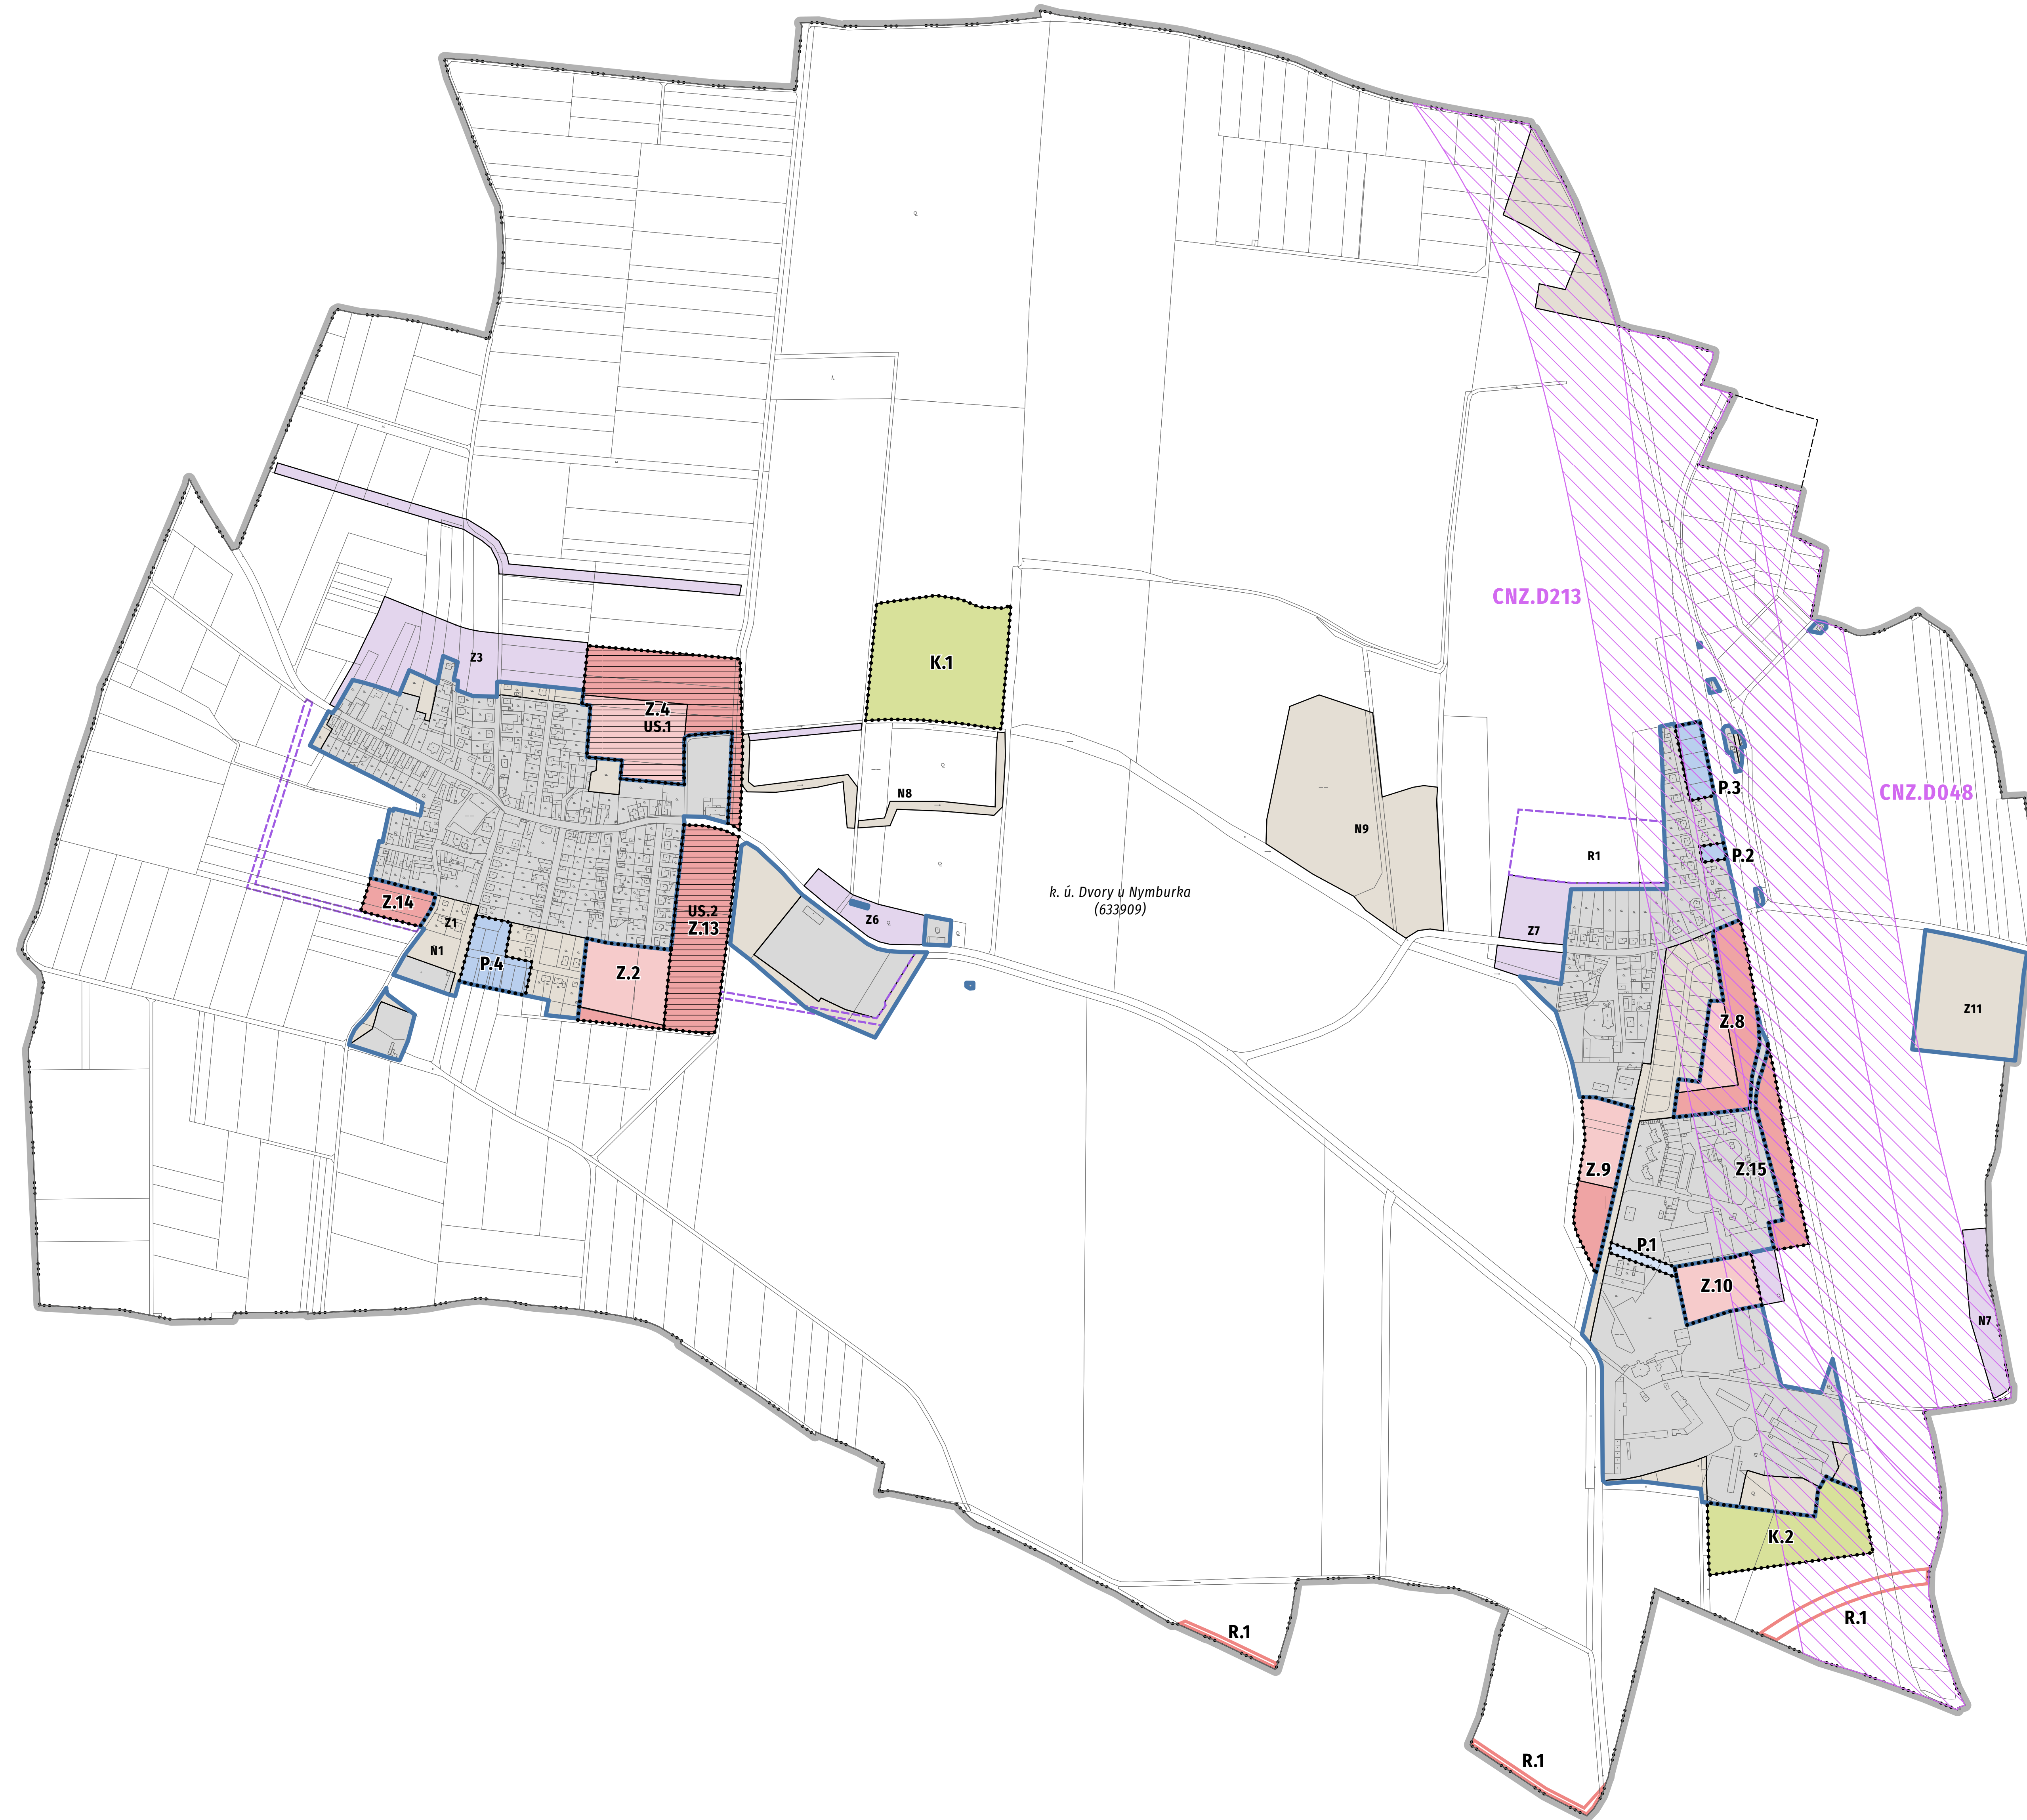 CNZ.D213
Z3
K.1
Z.4
US.1
P.3
CNZ.D048
N8
N9
P.2
R1
k. ú. Dvory u Nymburka
(633909)
Z.14
US.2
Z6
Z1
Z.13
Z7
N1
P.4
Z.2
Z11
Z.8
Z.9
Z.15
P.1
Z.10
N7
K.2
R.1
R.1
R.1